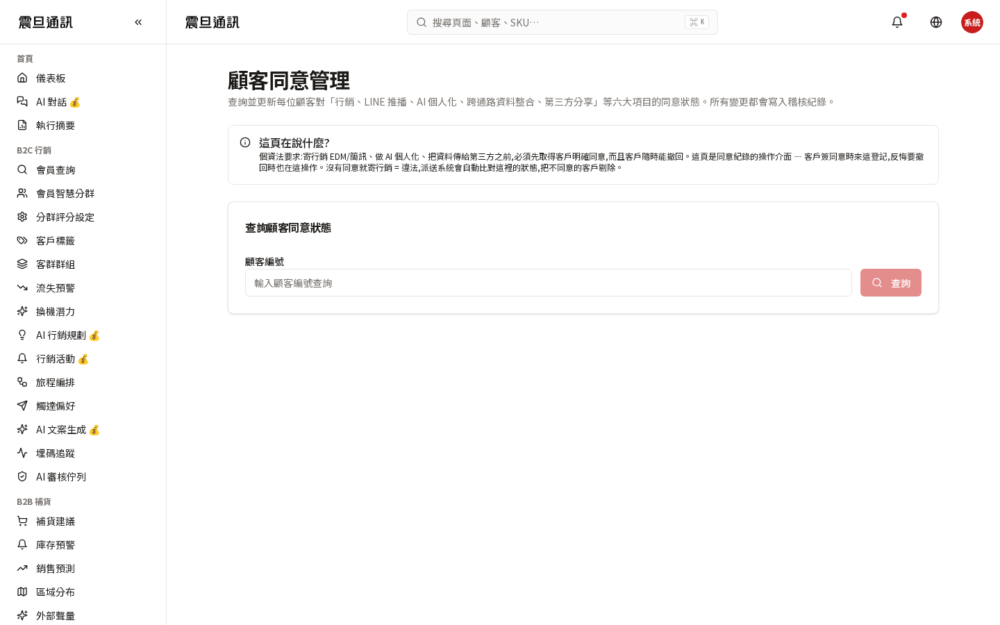 震旦通訊
震旦通訊
搜尋頁面、顧客、SKU…
⌘ K
系統
首頁
儀表板
AI 對話 💰
執行摘要
B2C 行銷
會員查詢
會員智慧分群
分群評分設定
客戶標籤
客群群組
流失預警
換機潛力
AI 行銷規劃 💰
行銷活動 💰
旅程編排
觸達偏好
AI 文案生成 💰
埋碼追蹤
AI 審核佇列
B2B 補貨
補貨建議
庫存預警
銷售預測
區域分布
外部聲量
顧客同意管理
查詢並更新每位顧客對「行銷、LINE 推播、AI 個人化、跨通路資料整合、第三方分享」等六大項目的同意狀態。所有變更都會寫入稽核紀錄。
這頁在說什麼?
個資法要求:寄行銷 EDM/簡訊、做 AI 個人化、把資料傳給第三方之前,必須先取得客戶明確同意,而且客戶隨時能撤回。這頁是同意紀錄的操作介面 — 客戶簽同意時來這登記,反悔要撤
回時也在這操作。沒有同意就寄行銷 = 違法,派送系統會自動比對這裡的狀態,把不同意的客戶剔除。
查詢顧客同意狀態
顧客編號
輸入顧客編號查詢
查詢